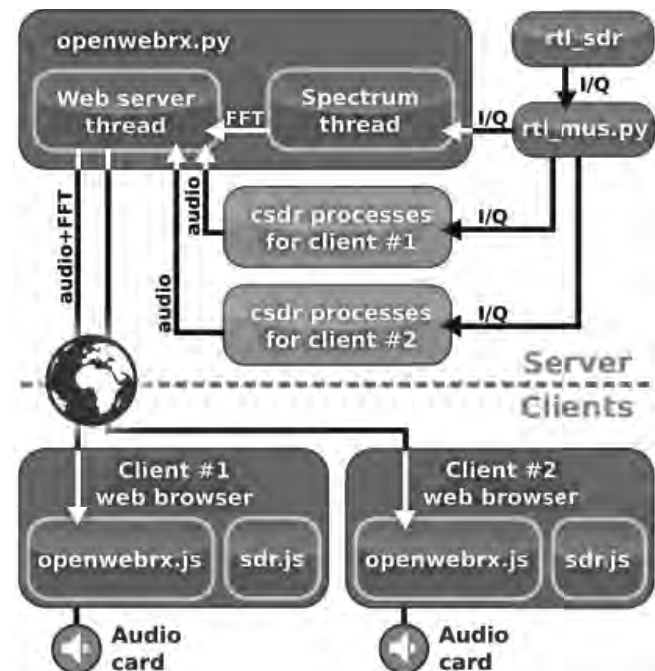 openwebrx.py
rtl_sdr
I/Q
Web server
thread
FFT
Spectrum
thread
I/Q
rtl_mus.py
audio+FFT
audio
audio
csdr processes
for client #1
I/Q
csdr processes
for client #2
I/Q
Server
Clients
Client #1
web browser
openwebrx.js
sdr.js
Client #2
web browser
openwebrx.js
sdr.js
Audio
card
Audio
card